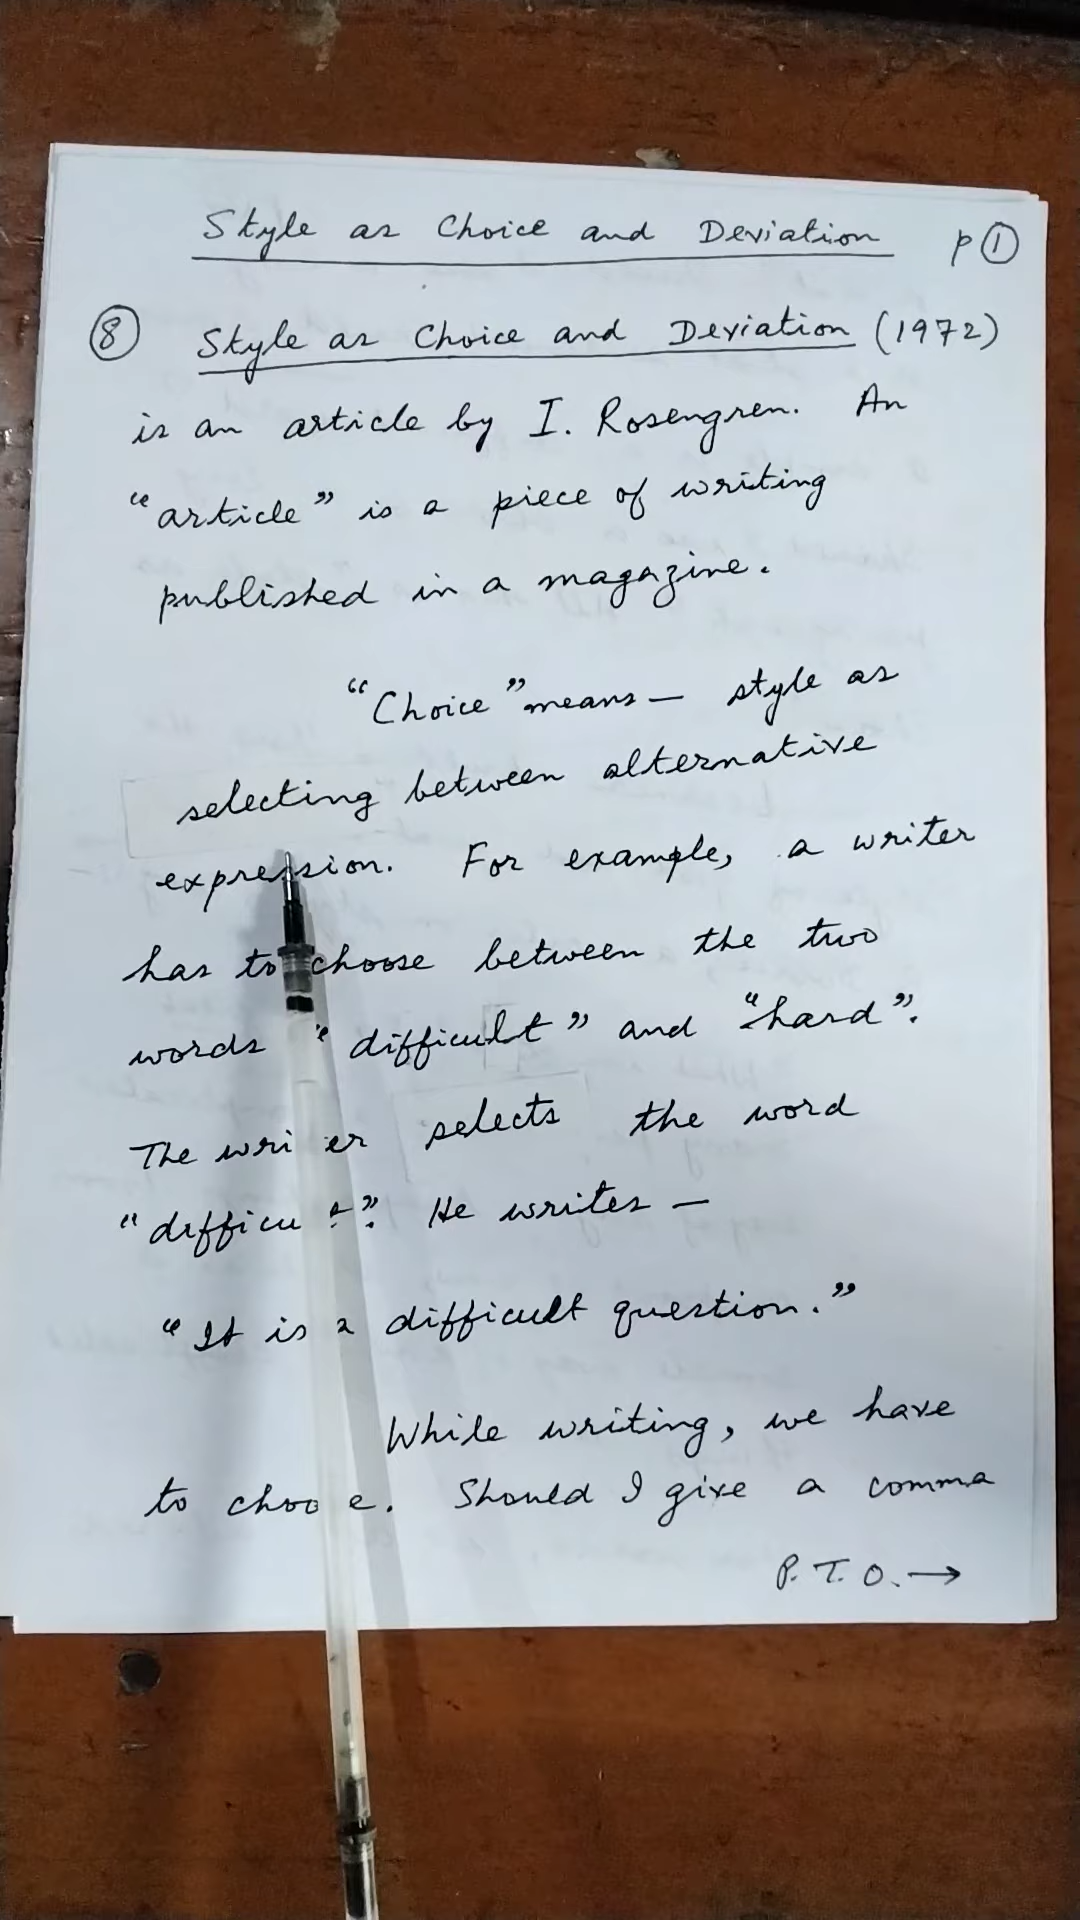 Style as Choice and Deviation p ①
⑧ Style as Choice and Deviation (1972)
is an article by I. Rosengren. An
"article" is a piece of writing
published in a magazine.
"Choice" means — style as
selecting between alternative
expression. For example, a writer
has to choose between the two
words "difficult" and "hard".
The writer selects the word
"difficult". He writes —
"It is a difficult question."
While writing, we have
to choose. Should I give a comma
P.T.O. →